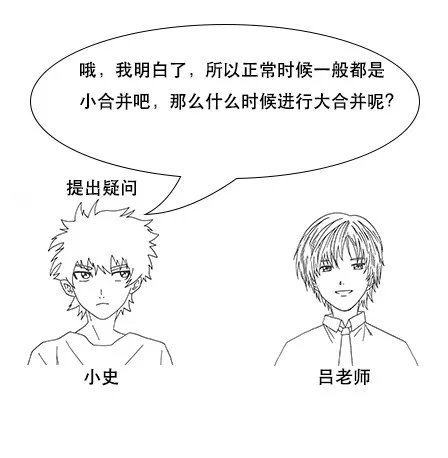 哦，我明白了，所以正常时候一般都是
小合并吧，那么什么时候进行大合并呢？
提出疑问
小史
吕老师